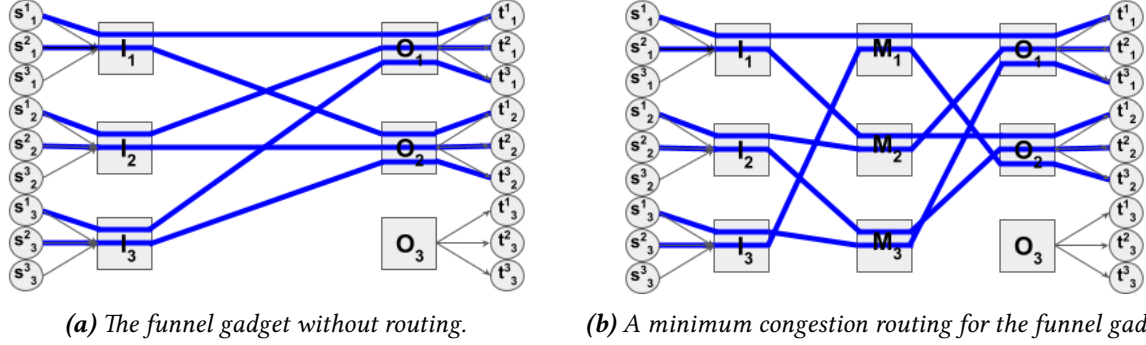 s¹₁
s²₁
s³₁
s¹₂
s²₂
s³₂
s¹₃
s²₃
s³₃
I₁
I₂
I₃
O₁
O₂
O₃
t¹₁
t²₁
t³₁
t¹₂
t²₂
t³₂
t¹₃
t²₃
t³₃
(a) The funnel gadget without routing.
s¹₁
s²₁
s³₁
s¹₂
s²₂
s³₂
s¹₃
s²₃
s³₃
I₁
I₂
I₃
M₁
M₂
M₃
O₁
O₂
O₃
t¹₁
t²₁
t³₁
t¹₂
t²₂
t³₂
t¹₃
t²₃
t³₃
(b) A minimum congestion routing for the funnel gad